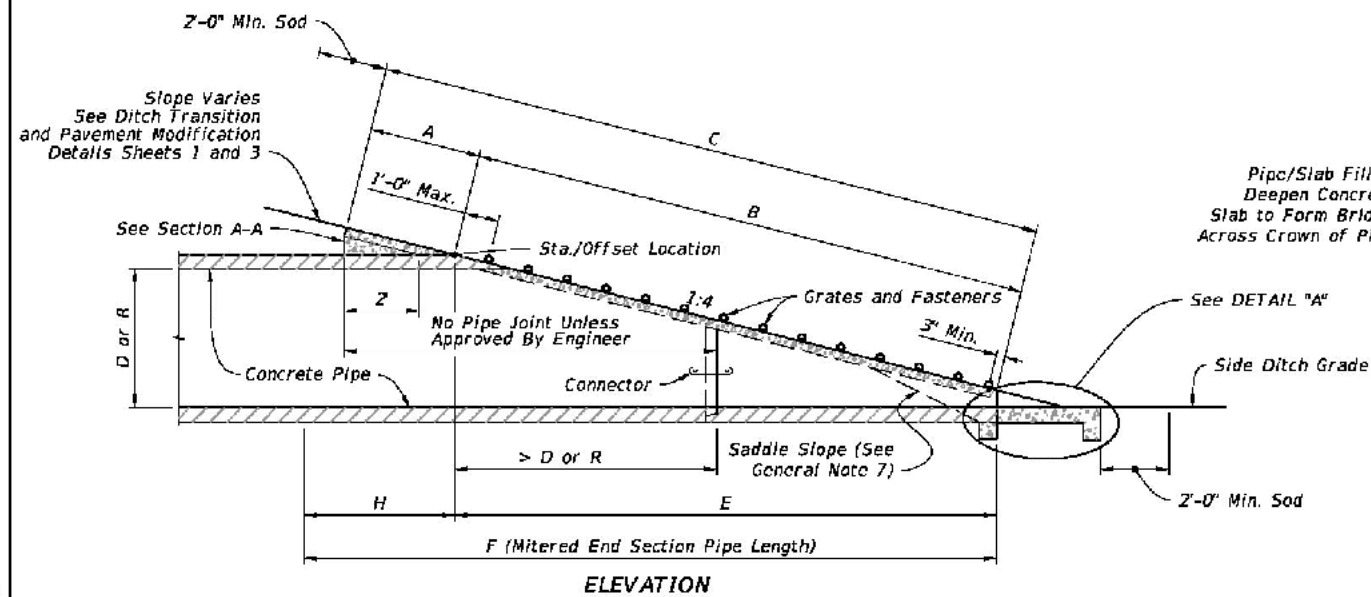 2'-0" Min. Sod
Slope Varies
See Ditch Transition
and Pavement Modification
Details Sheets 1 and 3
A
C
1'-0" Max.
B
Pipe/Slab Fill
Deepen Concre
Slab to Form Brid
Across Crown of Pi
See Section A-A
Sta./Offset Location
1:4
Grates and Fasteners
See DETAIL "A"
2
No Pipe Joint Unless
Approved By Engineer
3" Min.
D or R
Concrete Pipe
Connector
Side Ditch Grade
> D or R
Saddle Slope (See
General Note 7)
2'-0" Min. Sod
H
E
F (Mitered End Section Pipe Length)
ELEVATION